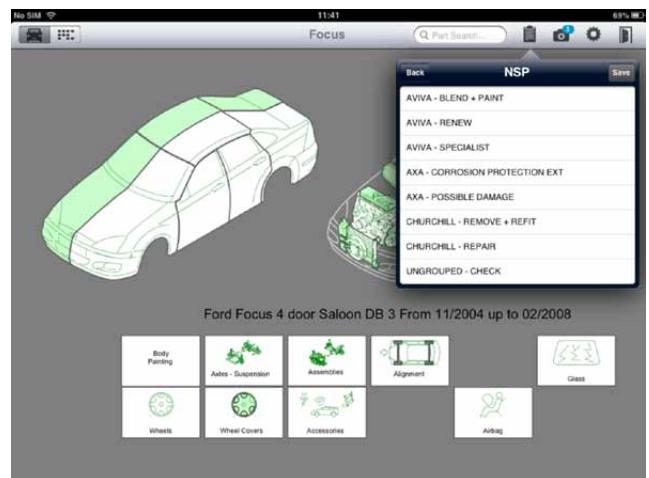 No SIM 11:41 69%
Focus
Part Search...
3
Back NSP Save
AVIVA - BLEND + PAINT
AVIVA - RENEW
AVIVA - SPECIALIST
AXA - CORROSION PROTECTION EXT
AXA - POSSIBLE DAMAGE
CHURCHILL - REMOVE + REFIT
CHURCHILL - REPAIR
UNGROUPED - CHECK
Ford Focus 4 door Saloon DB 3 From 11/2004 up to 02/2008
Body
Painting
Axles - Suspension
Assemblies
Alignment
Glass
Wheels
Wheel Covers
Accessories
Airbag